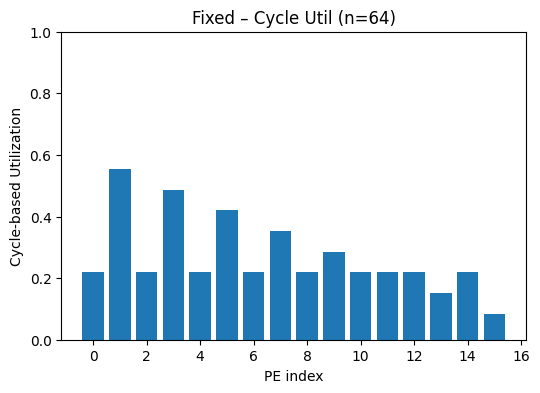 Fixed – Cycle Util (n=64)
1.0
0.8
0.6
0.4
0.2
0.0
Cycle-based Utilization
0 2 4 6 8 10 12 14 16
PE index